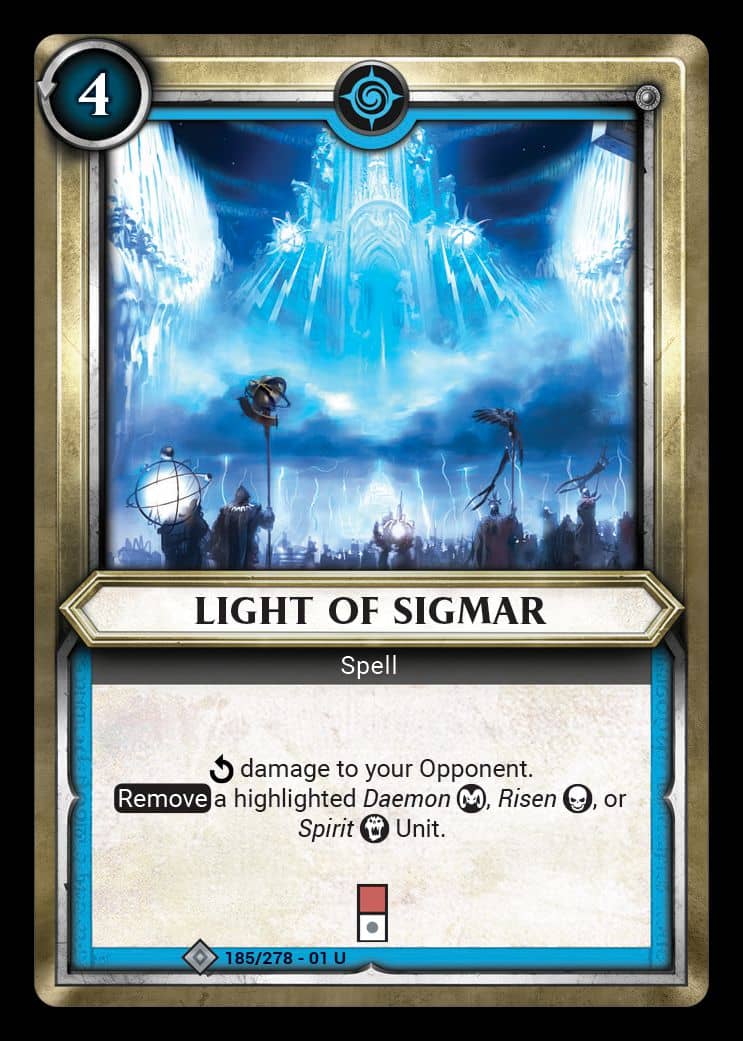 4
LIGHT OF SIGMAR
Spell
damage to your Opponent.
Remove a highlighted Daemon, Risen, or
Spirit Unit.
185/278 - 01 U